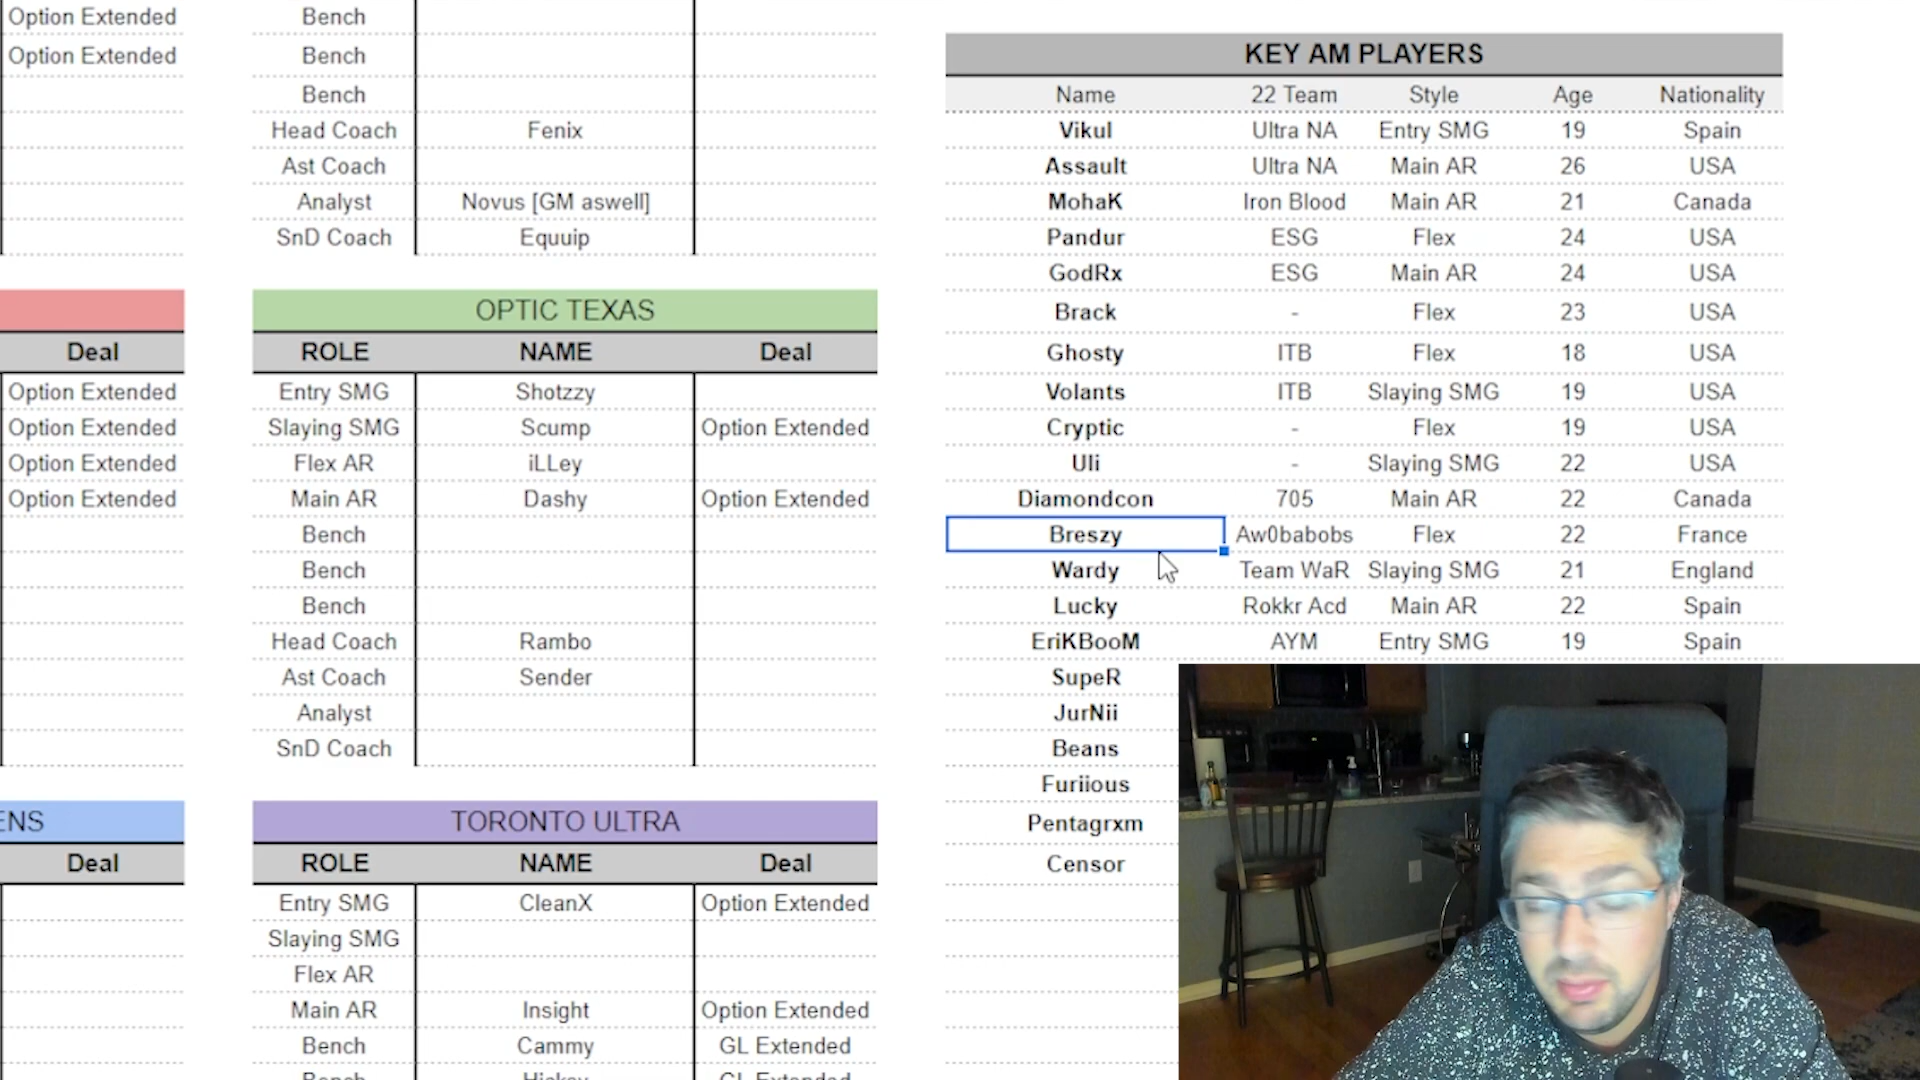 Option Extended
Option Extended
Deal
Option Extended
Option Extended
Option Extended
Option Extended
ENS
Deal
Bench
Bench
Bench
Head Coach Fenix
Ast Coach
Analyst Novus [GM aswell]
SnD Coach Equuip
OPTIC TEXAS
ROLE NAME Deal
Entry SMG Shotzzy
Slaying SMG Scump Option Extended
Flex AR iLLey
Main AR Dashy Option Extended
Bench
Bench
Bench
Head Coach Rambo
Ast Coach Sender
Analyst
SnD Coach
TORONTO ULTRA
ROLE NAME Deal
Entry SMG CleanX Option Extended
Slaying SMG
Flex AR
Main AR Insight Option Extended
Bench Cammy GL Extended
Bench Hicksy GL Extended
KEY AM PLAYERS
Name 22 Team Style Age Nationality
Vikul Ultra NA Entry SMG 19 Spain
Assault Ultra NA Main AR 26 USA
MohaK Iron Blood Main AR 21 Canada
Pandur ESG Flex 24 USA
GodRx ESG Main AR 24 USA
Brack - Flex 23 USA
Ghosty ITB Flex 18 USA
Volants ITB Slaying SMG 19 USA
Cryptic - Flex 19 USA
Uli - Slaying SMG 22 USA
Diamondcon 705 Main AR 22 Canada
Breszy Aw0babobs Flex 22 France
Wardy Team WaR Slaying SMG 21 England
Lucky Rokkr Acd Main AR 22 Spain
EriKBooM AYM Entry SMG 19 Spain
SupeR
JurNii
Beans
Furiious
Pentagrxm
Censor